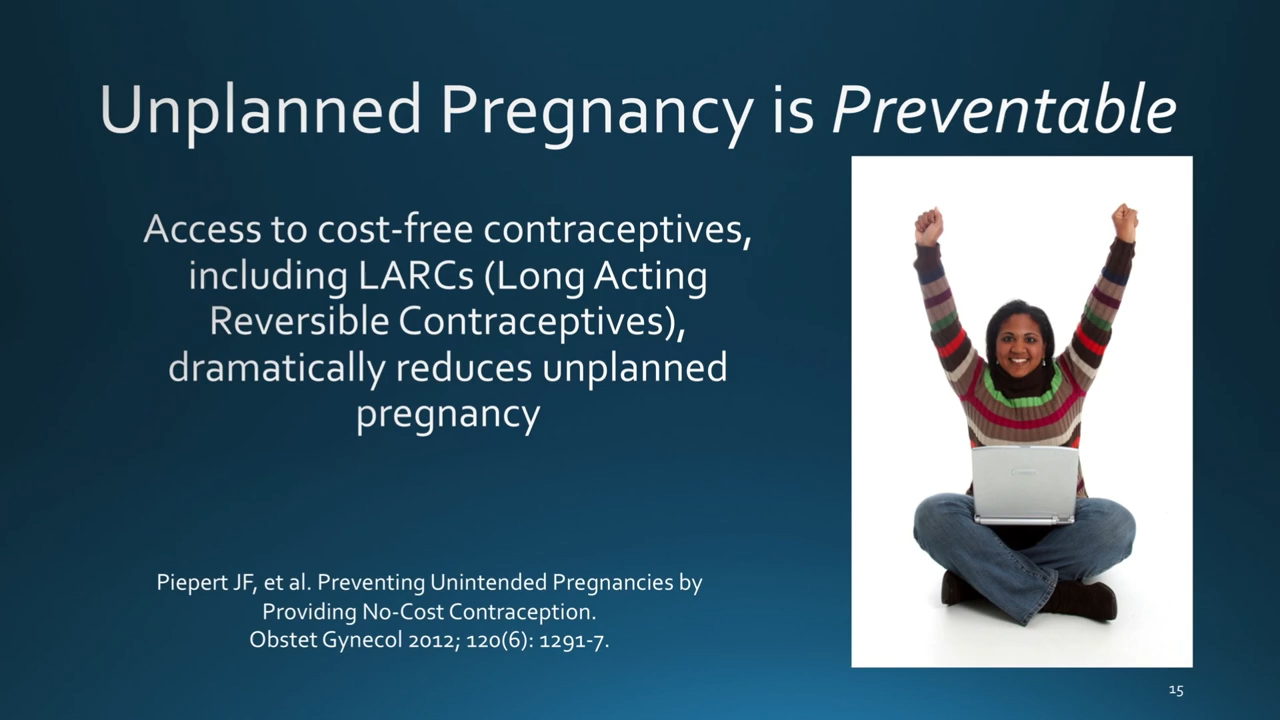 Unplanned Pregnancy is Preventable
Access to cost-free contraceptives,
including LARCs (Long Acting
Reversible Contraceptives),
dramatically reduces unplanned
pregnancy
Piepert JF, et al. Preventing Unintended Pregnancies by
Providing No-Cost Contraception.
Obstet Gynecol 2012; 120(6): 1291-7.
15